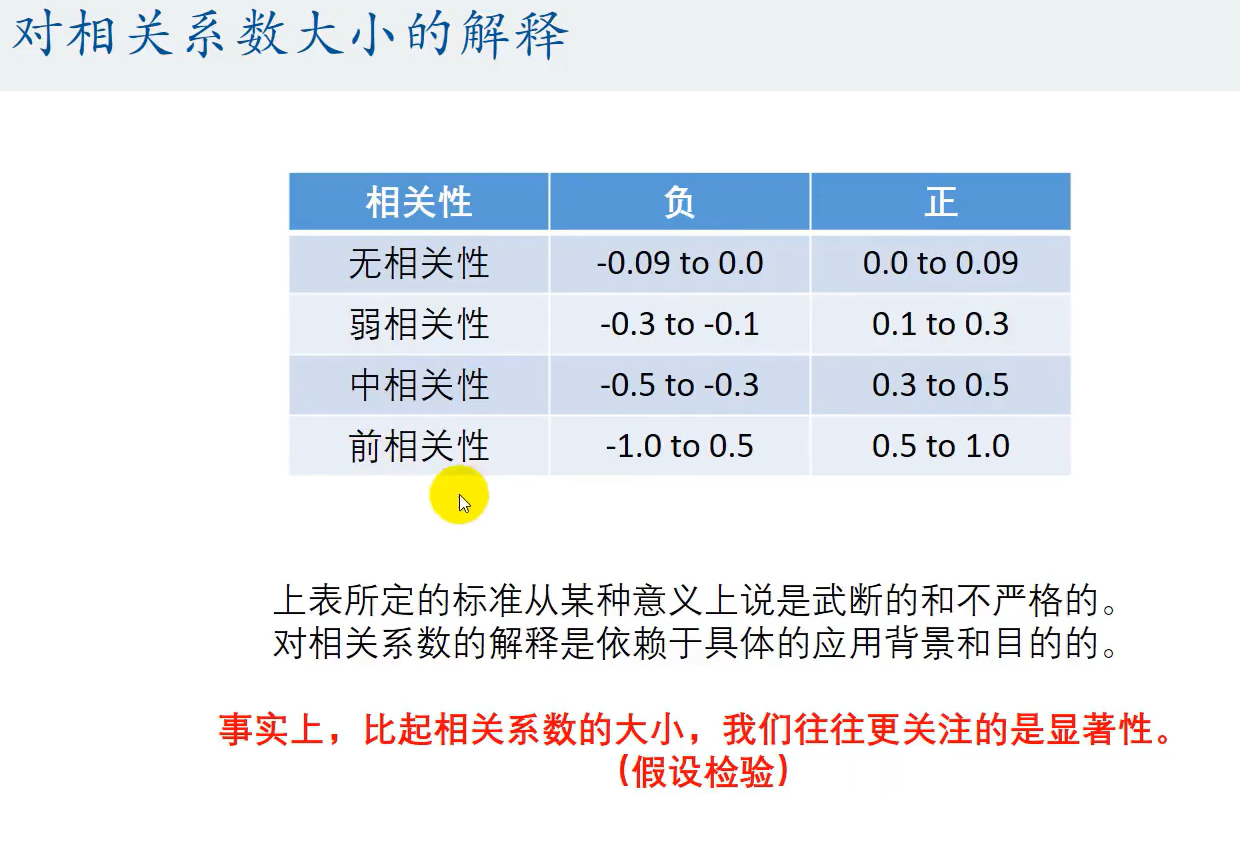 对相关系数大小的解释
相关性 负 正
无相关性 -0.09 to 0.0 0.0 to 0.09
弱相关性 -0.3 to -0.1 0.1 to 0.3
中相关性 -0.5 to -0.3 0.3 to 0.5
前相关性 -1.0 to 0.5 0.5 to 1.0
上表所定的标准从某种意义上说是武断的和不严格的。
对相关系数的解释是依赖于具体的应用背景和目的的。
事实上，比起相关系数的大小，我们往往更关注的是显著性。
(假设检验)